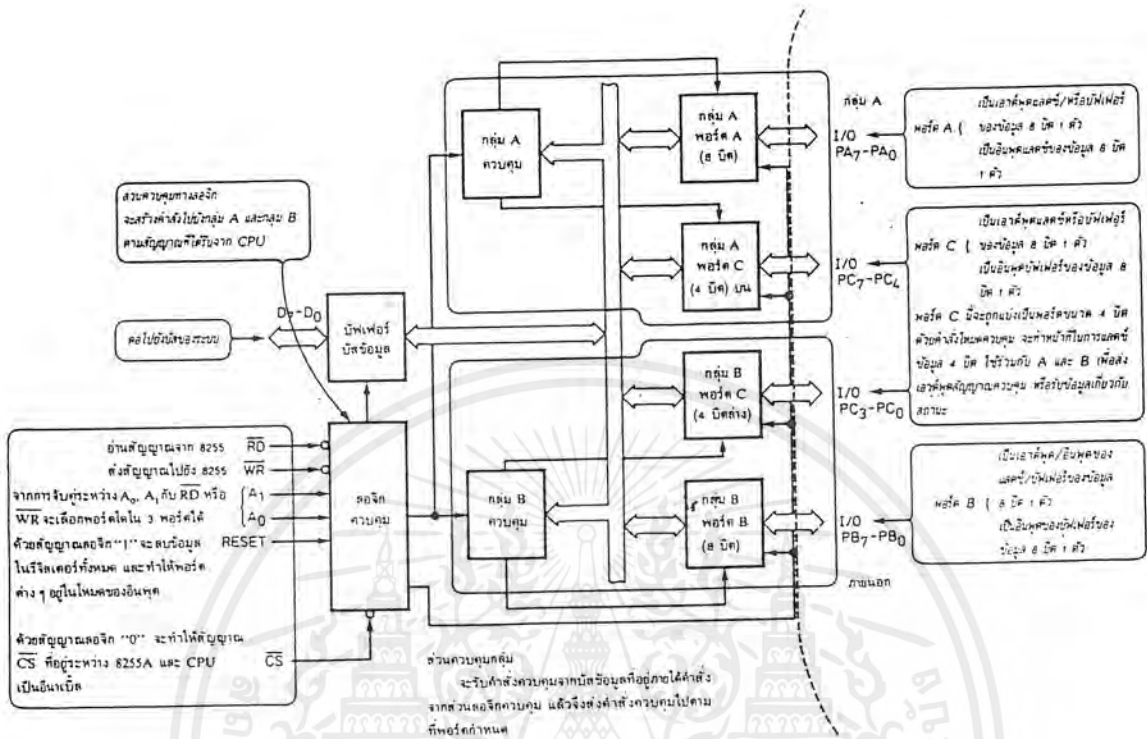 ส่วนควบคุมทางลอจิก
จะสร้างคำสั่งไปยังกลุ่ม A และกลุ่ม B
ตามสัญญาณที่ได้รับจาก CPU
ต่อไปยังบัสของระบบ
D7-D0
บัฟเฟอร์
บัสข้อมูล
อ่านสัญญาณจาก 8255 RD
ส่งสัญญาณไปยัง 8255 WR
จากการจับคู่ระหว่าง A0, A1 กับ RD หรือ A1
WR จะเลือกพอร์ตใดใน 3 พอร์ตได้ A0
ด้วยสัญญาณลอจิก "1" จะลบข้อมูล RESET
ในรีจิสเตอร์ทั้งหมด และทำให้พอร์ต
ต่าง ๆ อยู่ในโหมดของอินพุต
ด้วยสัญญาณลอจิก "0" จะทำให้สัญญาณ
CS ที่อยู่ระหว่าง 8255A และ CPU CS
เป็นอีนาเบิ้ล
ลอจิก
ควบคุม
กลุ่ม A
ควบคุม
กลุ่ม B
ควบคุม
กลุ่ม A
พอร์ต A
(8 บิต)
กลุ่ม A
พอร์ต C
(4 บิต) บน
กลุ่ม B
พอร์ต C
(4 บิตล่าง)
กลุ่ม B
พอร์ต B
(8 บิต)
กลุ่ม A
I/O
PA7-PA0
I/O
PC7-PC4
I/O
PC3-PC0
I/O
PB7-PB0
ภายนอก
เป็นเอาต์พุตแลตซ์/หรือบัฟเฟอร์
พอร์ต A { ของข้อมูล 8 บิต 1 ตัว
เป็นอินพุตแลตซ์ของข้อมูล 8 บิต
1 ตัว
เป็นเอาต์พุตแลตซ์หรือบัฟเฟอร์
พอร์ต C { ของข้อมูล 8 บิต 1 ตัว
เป็นอินพุตบัฟเฟอร์ของข้อมูล 8
บิต 1 ตัว
พอร์ต C นี้จะถูกแบ่งเป็นพอร์ตขนาด 4 บิต
ด้วยคำสั่งโหมดควบคุม จะทำหน้าที่ในการแลตซ์
ข้อมูล 4 บิต ใช้ร่วมกับ A และ B เพื่อส่ง
เอาต์พุตสัญญาณควบคุม หรือรับข้อมูลเกี่ยวกับ
สถานะ
เป็นเอาต์พุต/อินพุตของ
แลตซ์/บัฟเฟอร์ของข้อมูล
พอร์ต B { 8 บิต 1 ตัว
เป็นอินพุตของบัฟเฟอร์ของ
ข้อมูล 8 บิต 1 ตัว
ส่วนควบคุมกลุ่ม
จะรับคำสั่งควบคุมจากบัสข้อมูลที่อยู่ภายใต้คำสั่ง
จากส่วนลอจิกควบคุม แล้วจึงส่งคำสั่งควบคุมไปตาม
ที่พอร์ตกำหนด